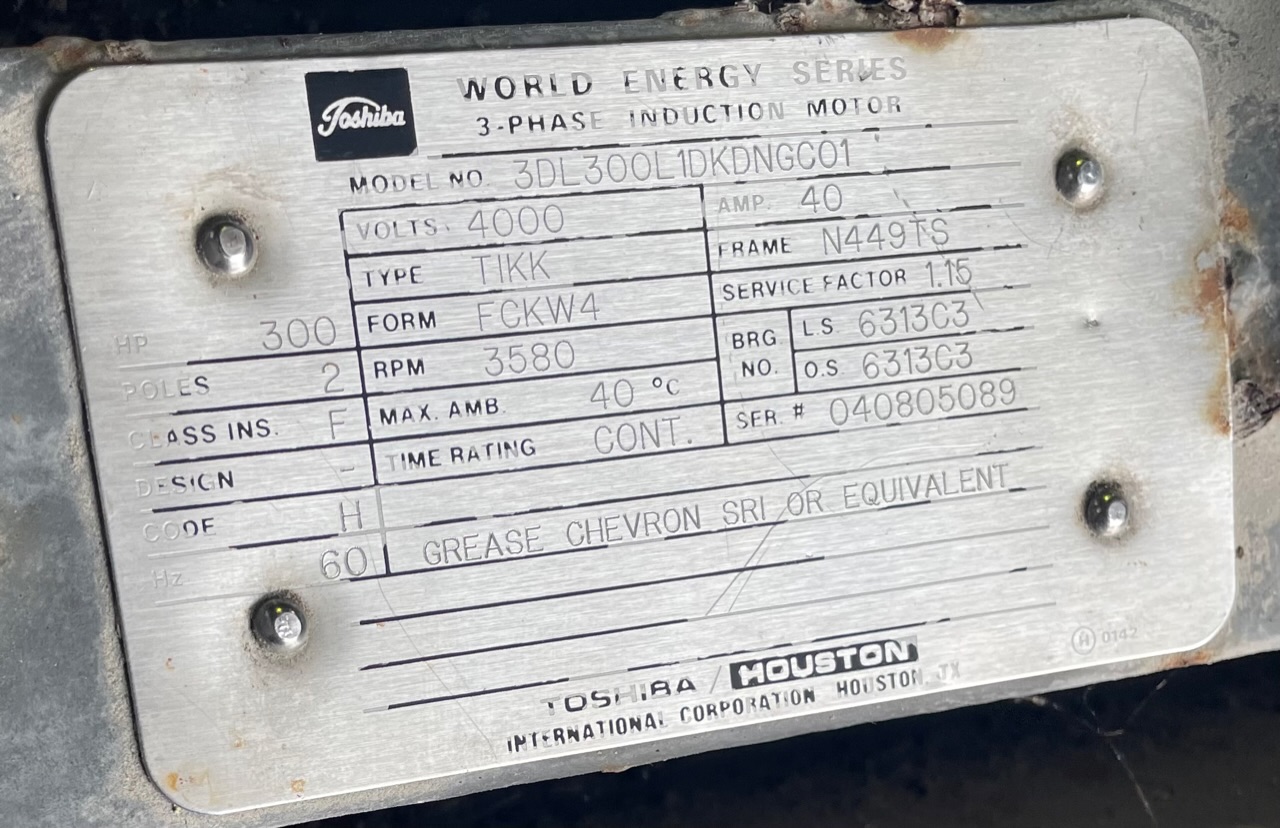 Toshiba
WORLD ENERGY SERIES
3-PHASE INDUCTION MOTOR
MODEL NO. 3DL300L1DKDNGC01
VOLTS. 4000 AMP. 40
TYPE TIKK FRAME N449TS
HP 300 FORM FCKW4 SERVICE FACTOR 1.15
POLES 2 RPM 3580 BRG NO. L.S 6313C3
CLASS INS. F MAX. AMB. 40 °C O.S 6313C3
DESIGN - TIME RATING CONT. SER. # 040805089
CODE H
Hz 60 GREASE CHEVRON SRI OR EQUIVALENT
TOSHIBA / HOUSTON
INTERNATIONAL CORPORATION HOUSTON, TX
A 0142